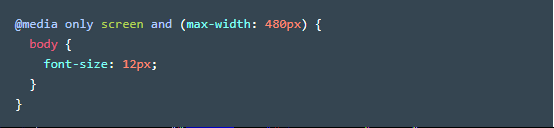 @media only screen and (max-width: 480px) {
  body {
    font-size: 12px;
  }
}